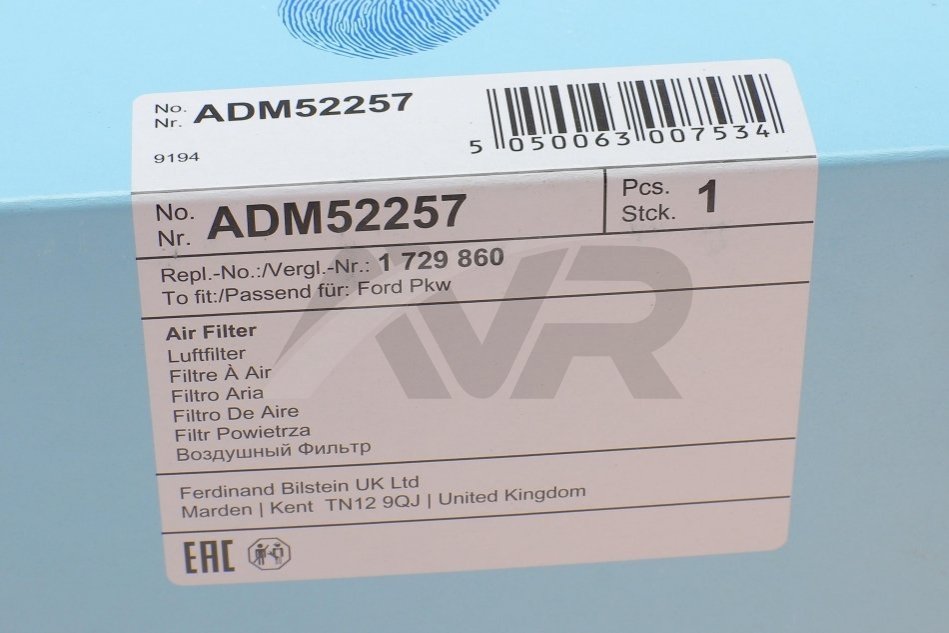 No. Nr. ADM52257
9194
5 050063 007534
No. Nr. ADM52257
Pcs. Stck. 1
Repl.-No.:/Vergl.-Nr.: 1 729 860
To fit:/Passend für: Ford Pkw
AVR
Air Filter
Luftfilter
Filtre À Air
Filtro Aria
Filtro De Aire
Filtr Powietrza
Воздушный Фильтр
Ferdinand Bilstein UK Ltd
Marden | Kent TN12 9QJ | United Kingdom
EAC